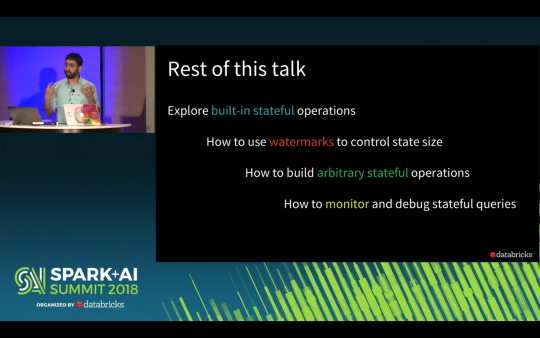 Rest of this talk
Explore built-in stateful operations
How to use watermarks to control state size
How to build arbitrary stateful operations
How to monitor and debug stateful queries
databricks
SPARK+AI
SUMMIT 2018
ORGANIZED BY databricks